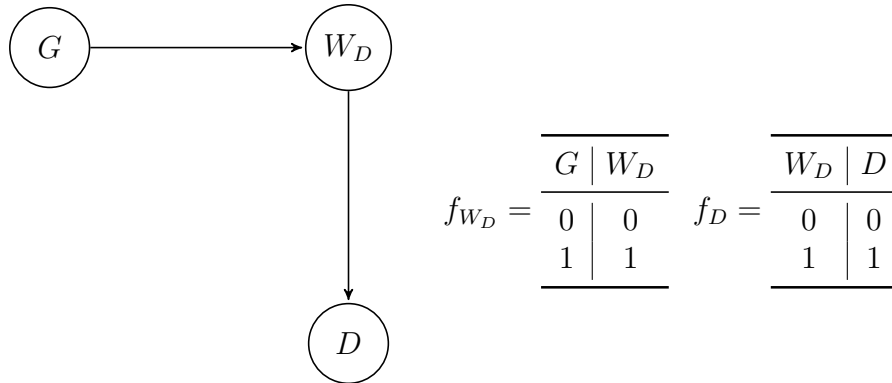 G W_D
G | W_D W_D | D
f_{W_D} = 0 | 0 f_D = 0 | 0
1 | 1 1 | 1
D